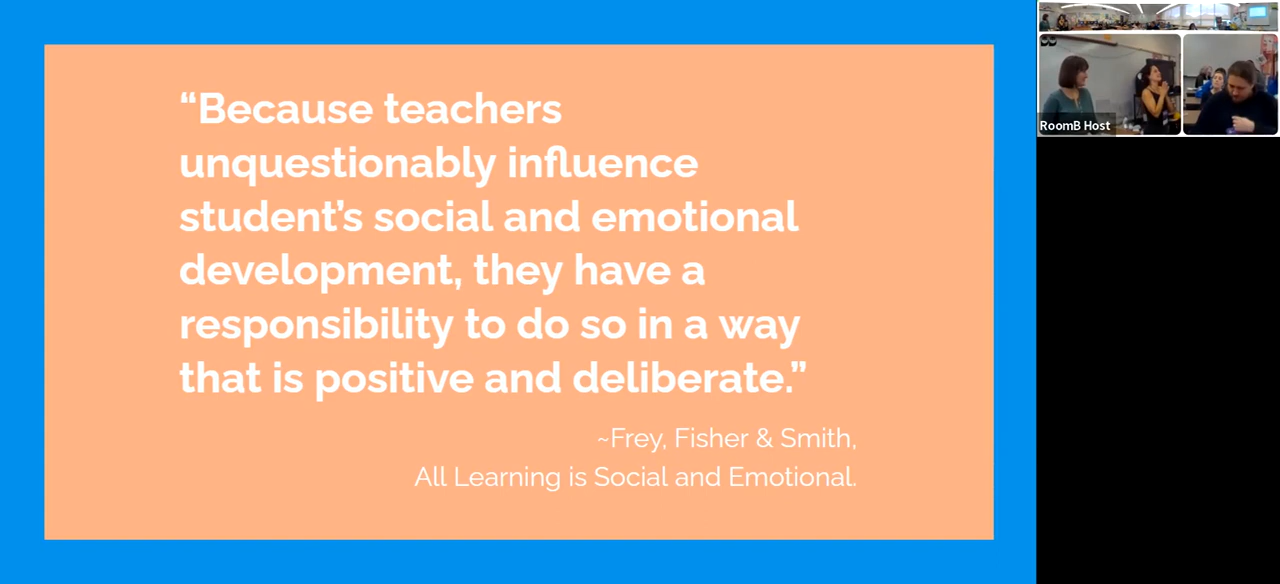 “Because teachers
unquestionably influence
student’s social and emotional
development, they have a
responsibility to do so in a way
that is positive and deliberate.”
~Frey, Fisher & Smith,
All Learning is Social and Emotional.
RoomB Host